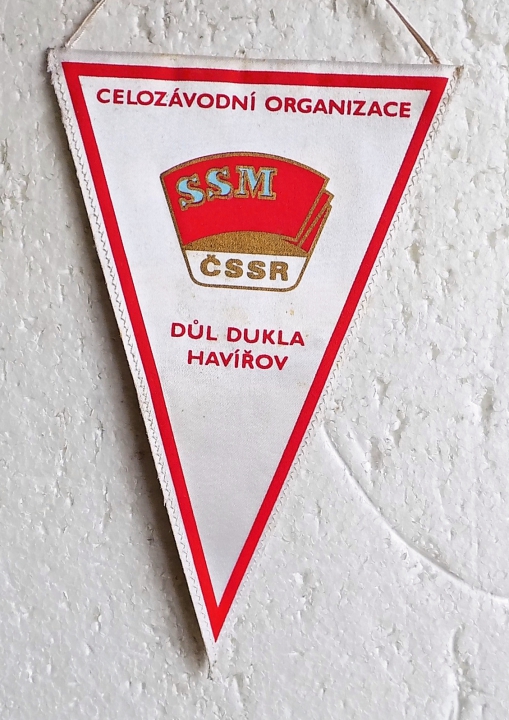 CELOZÁVODNÍ ORGANIZACE
SSM
ČSSR
DŮL DUKLA
HAVÍŘOV